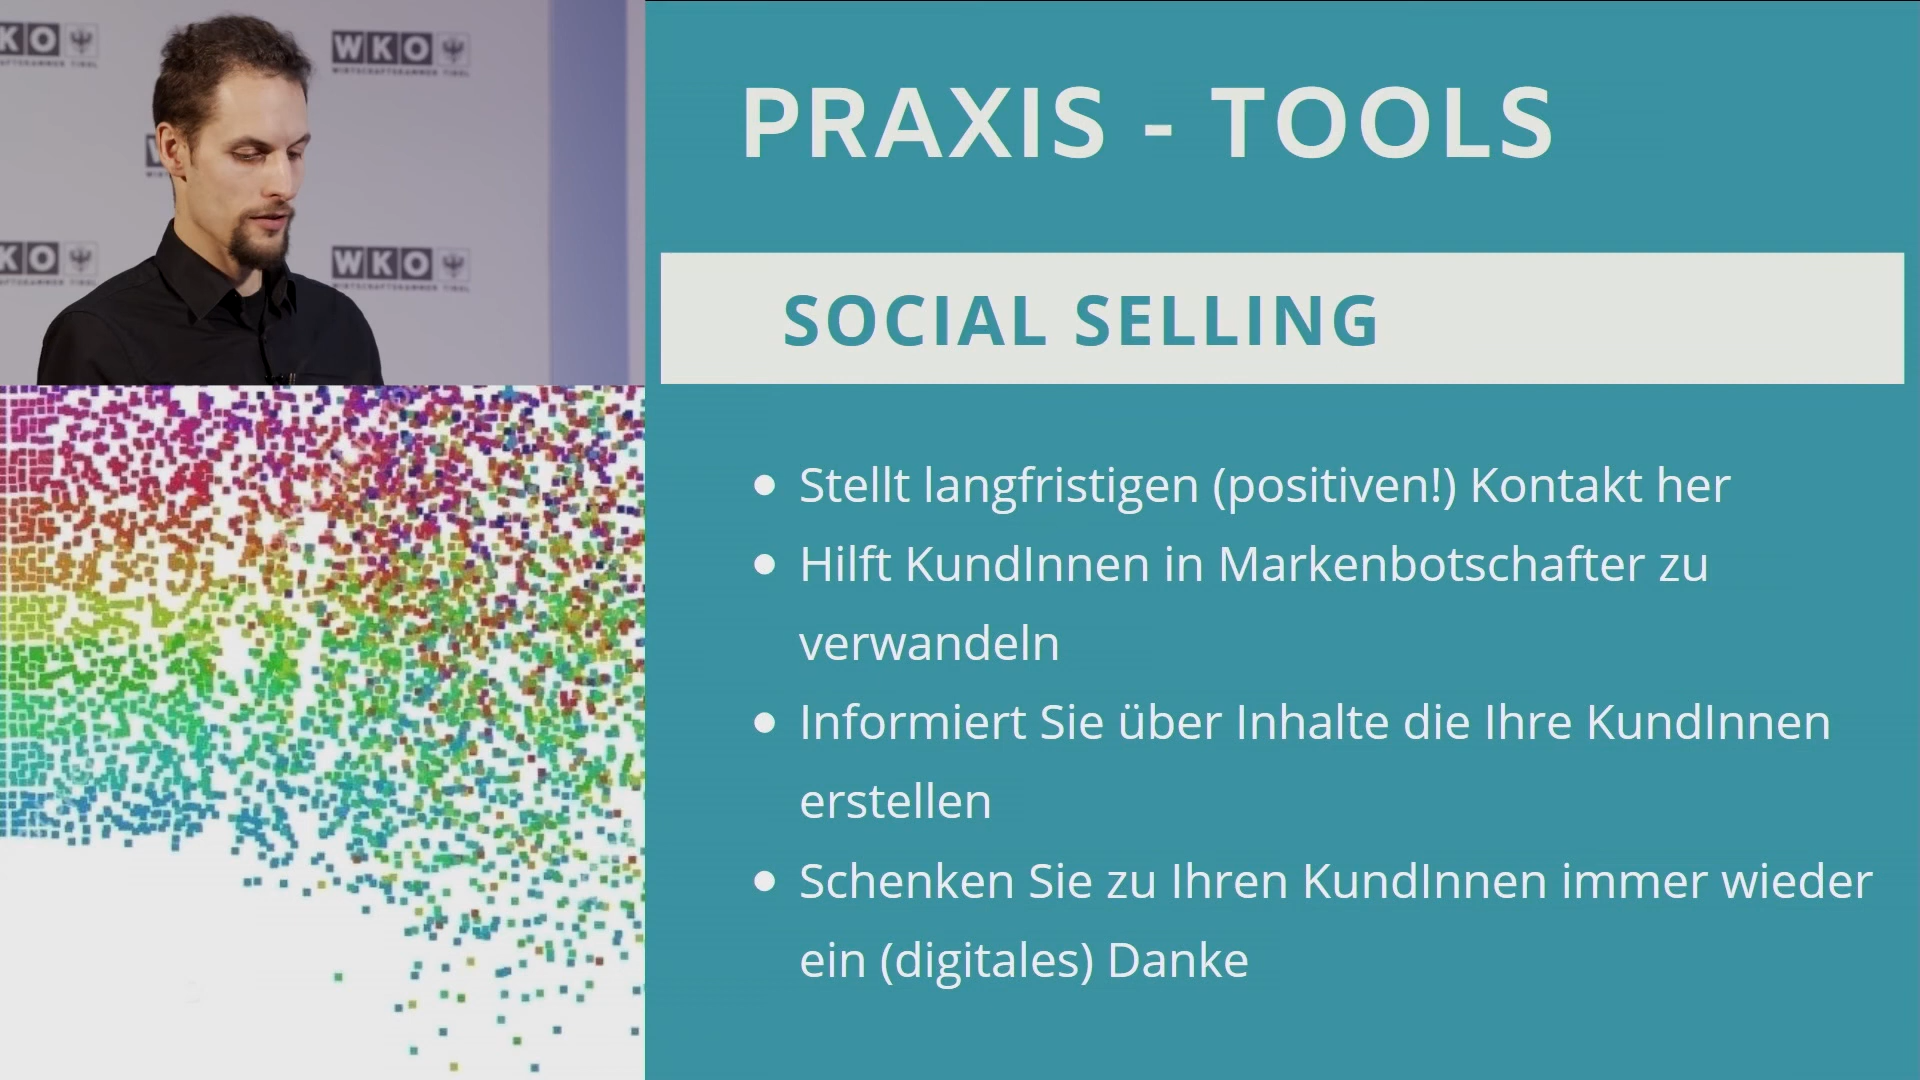 WKO
WIRTSCHAFTSKAMMER TIROL
WKO
WIRTSCHAFTSKAMMER TIROL
PRAXIS - TOOLS
SOCIAL SELLING
• Stellt langfristigen (positiven!) Kontakt her
• Hilft KundInnen in Markenbotschafter zu
verwandeln
• Informiert Sie über Inhalte die Ihre KundInnen
erstellen
• Schenken Sie zu Ihren KundInnen immer wieder
ein (digitales) Danke